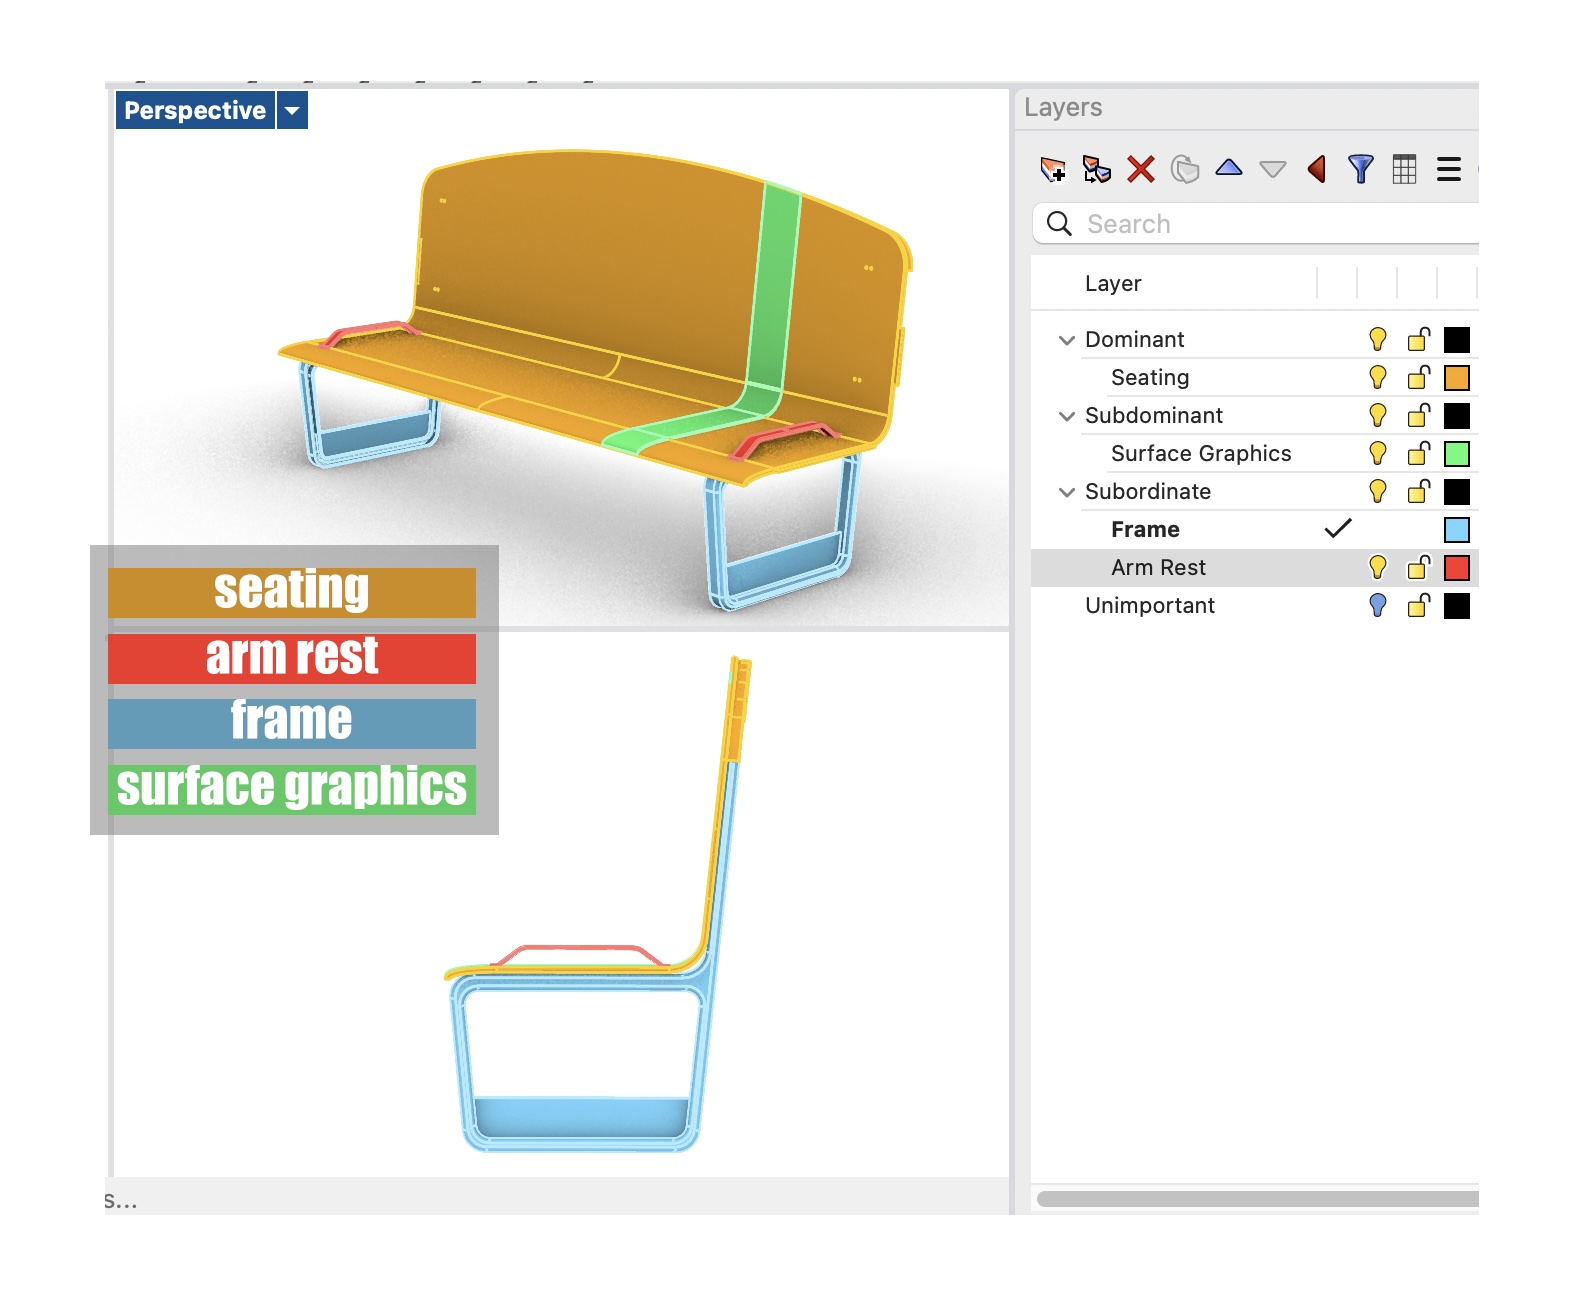 Perspective
Layers
Search
Layer
Dominant
Seating
Subdominant
Surface Graphics
Subordinate
Frame
Arm Rest
Unimportant
seating
arm rest
frame
surface graphics
s...